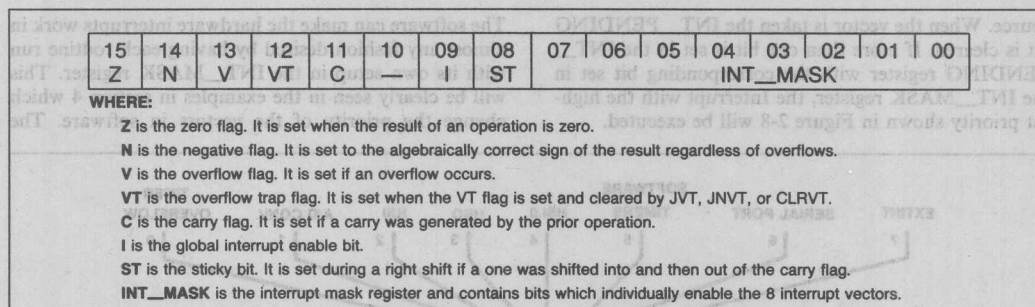 15 14 13 12 11 10 09 08 07 06 05 04 03 02 01 00
Z N V VT C — ST INT__MASK
WHERE:
Z is the zero flag. It is set when the result of an operation is zero.
N is the negative flag. It is set to the algebraically correct sign of the result regardless of overflows.
V is the overflow flag. It is set if an overflow occurs.
VT is the overflow trap flag. It is set when the VT flag is set and cleared by JVT, JNVT, or CLRVT.
C is the carry flag. It is set if a carry was generated by the prior operation.
I is the global interrupt enable bit.
ST is the sticky bit. It is set during a right shift if a one was shifted into and then out of the carry flag.
INT__MASK is the interrupt mask register and contains bits which individually enable the 8 interrupt vectors.